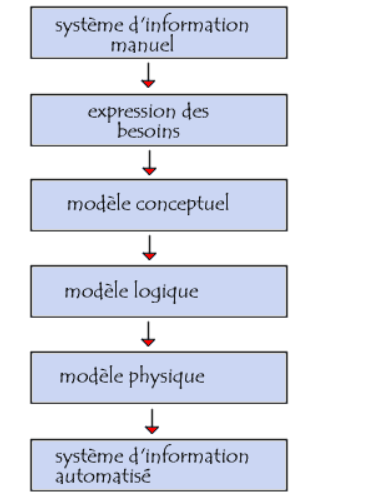 système d'information
manuel
expression des
besoins
modèle conceptuel
modèle logique
modèle physique
système d'information
automatisé